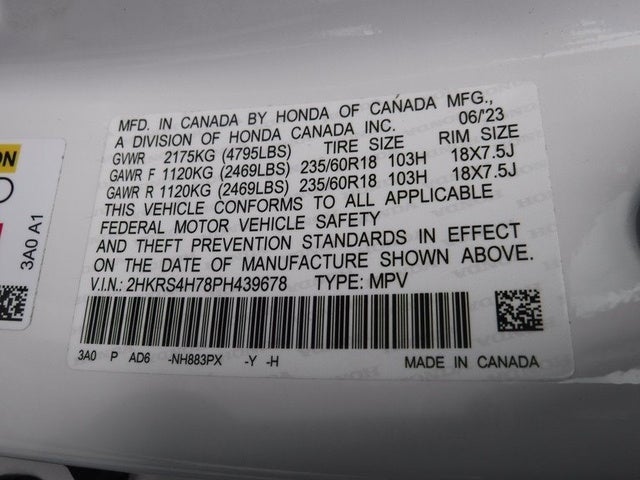 MFD. IN CANADA BY HONDA OF CANADA MFG.,
A DIVISION OF HONDA CANADA INC. 06/'23
GVWR 2175KG (4795LBS) TIRE SIZE RIM SIZE
GAWR F 1120KG (2469LBS) 235/60R18 103H 18X7.5J
GAWR R 1120KG (2469LBS) 235/60R18 103H 18X7.5J
THIS VEHICLE CONFORMS TO ALL APPLICABLE
FEDERAL MOTOR VEHICLE SAFETY
AND THEFT PREVENTION STANDARDS IN EFFECT
ON THE DATE OF MANUFACTURE SHOWN ABOVE.
V.I.N.: 2HKRS4H78PH439678 TYPE: MPV
3A0 P AD6 -NH883PX -Y -H MADE IN CANADA
3A0 A1